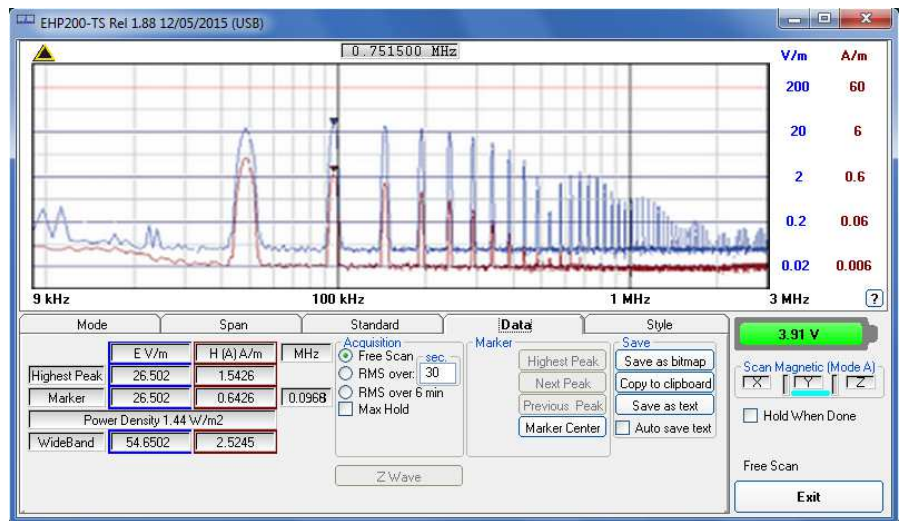 EHP200-TS Rel 1.88 12/05/2015 (USB)
0.751500 MHz
V/m A/m
200 60
20 6
2 0.6
0.2 0.06
0.02 0.006
9 kHz 100 kHz 1 MHz 3 MHz ?
Mode Span Standard Data Style
E V/m H (A) A/m MHz
Highest Peak 26.502 1.5426
Marker 26.502 0.6426 0.0968
Power Density 1.44 W/m2
WideBand 54.6502 2.5245
Acquisition
Free Scan
RMS over: sec. 30
RMS over 6 min
Max Hold
Z Wave
Marker
Highest Peak
Next Peak
Previous Peak
Marker Center
Save
Save as bitmap
Copy to clipboard
Save as text
Auto save text
3.91 V
Scan Magnetic (Mode A)
X Y Z
Hold When Done
Free Scan
Exit